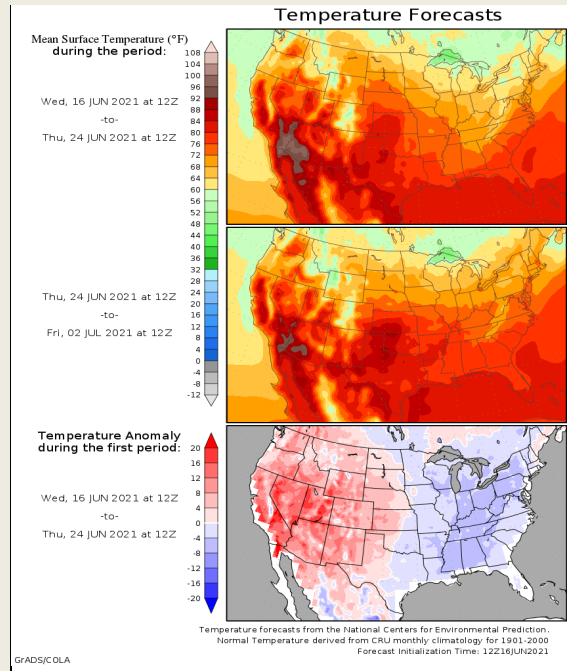 Temperature Forecasts
Mean Surface Temperature (°F)
during the period:
Wed, 16 JUN 2021 at 12Z
-to-
Thu, 24 JUN 2021 at 12Z
108
104
100
96
92
88
84
80
76
72
68
64
60
56
52
48
44
40
36
32
28
24
20
16
12
8
4
0
-4
-8
-12
Thu, 24 JUN 2021 at 12Z
-to-
Fri, 02 JUL 2021 at 12Z
Temperature Anomaly
during the first period:
Wed, 16 JUN 2021 at 12Z
-to-
Thu, 24 JUN 2021 at 12Z
20
16
12
8
4
0
-4
-8
-12
-16
-20
Temperature forecasts from the National Centers for Environmental Prediction.
Normal Temperature derived from CRU monthly climatology for 1901-2000
Forecast Initialization Time: 12Z16JUN2021
GrADS/COLA